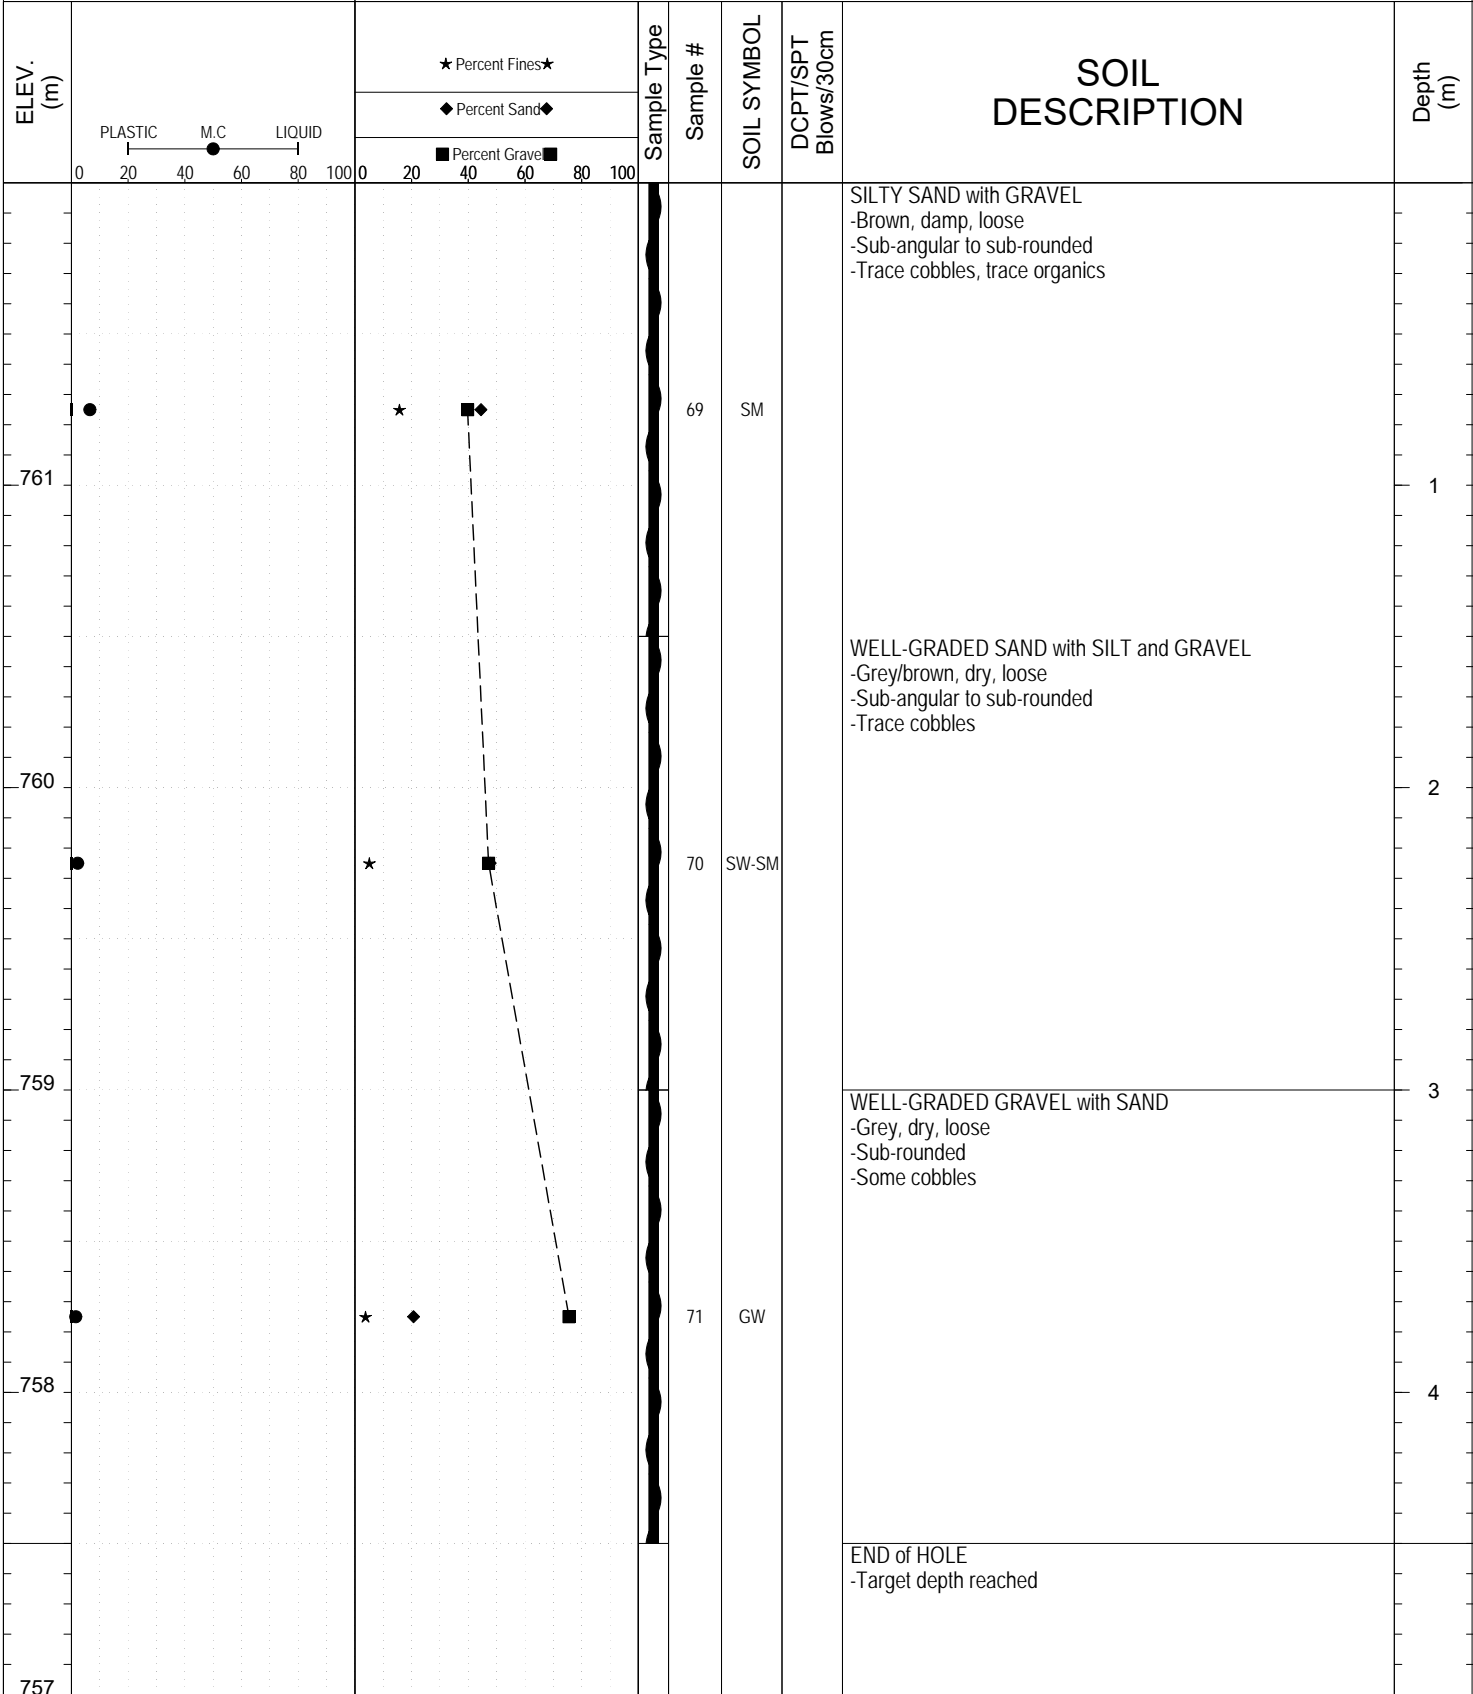 ELEV.
(m)
PLASTIC M.C LIQUID
0 20 40 60 80 100
★ Percent Fines ★
◆ Percent Sand ◆
■ Percent Gravel ■
0 20 40 60 80 100
Sample Type
Sample #
SOIL SYMBOL
DCPT/SPT
Blows/30cm
SOIL
DESCRIPTION
Depth
(m)
SILTY SAND with GRAVEL
-Brown, damp, loose
-Sub-angular to sub-rounded
-Trace cobbles, trace organics
69 SM
761 1
WELL-GRADED SAND with SILT and GRAVEL
-Grey/brown, dry, loose
-Sub-angular to sub-rounded
-Trace cobbles
760 2
70 SW-SM
759 3
WELL-GRADED GRAVEL with SAND
-Grey, dry, loose
-Sub-rounded
-Some cobbles
71 GW
758 4
END of HOLE
-Target depth reached
757